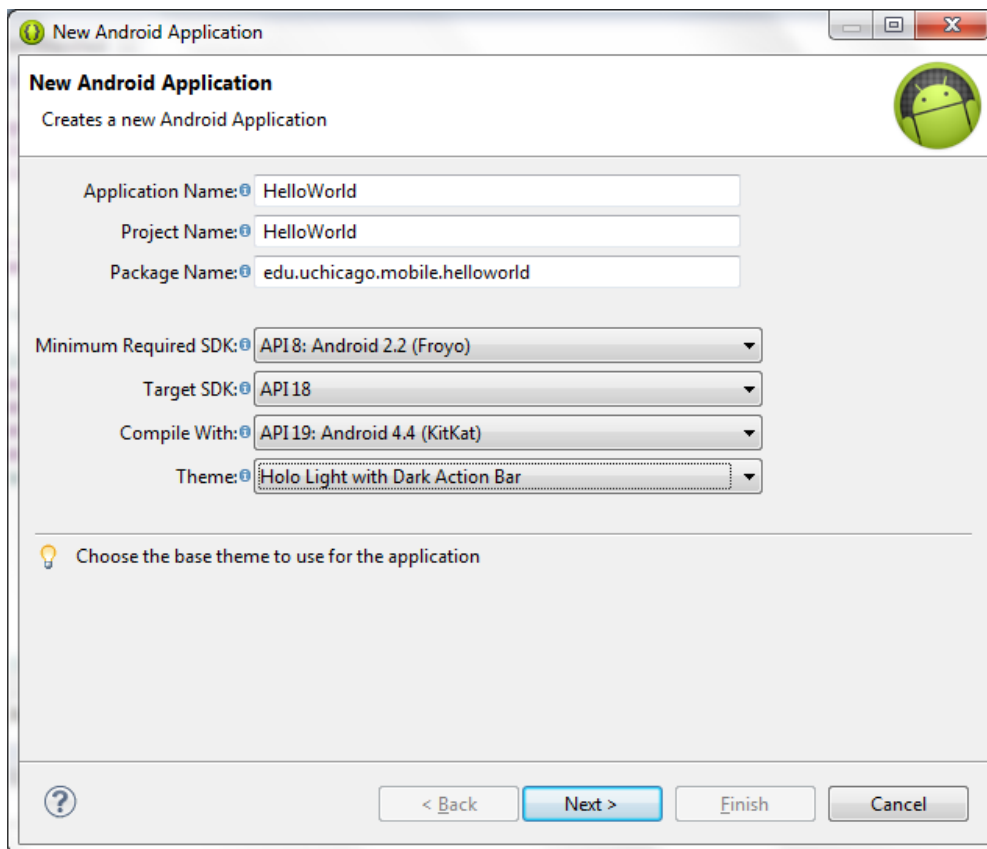 New Android Application
New Android Application
Creates a new Android Application
Application Name: HelloWorld
Project Name: HelloWorld
Package Name: edu.uchicago.mobile.helloworld
Minimum Required SDK: API 8: Android 2.2 (Froyo)
Target SDK: API 18
Compile With: API 19: Android 4.4 (KitKat)
Theme: Holo Light with Dark Action Bar
Choose the base theme to use for the application
? < Back Next > Finish Cancel